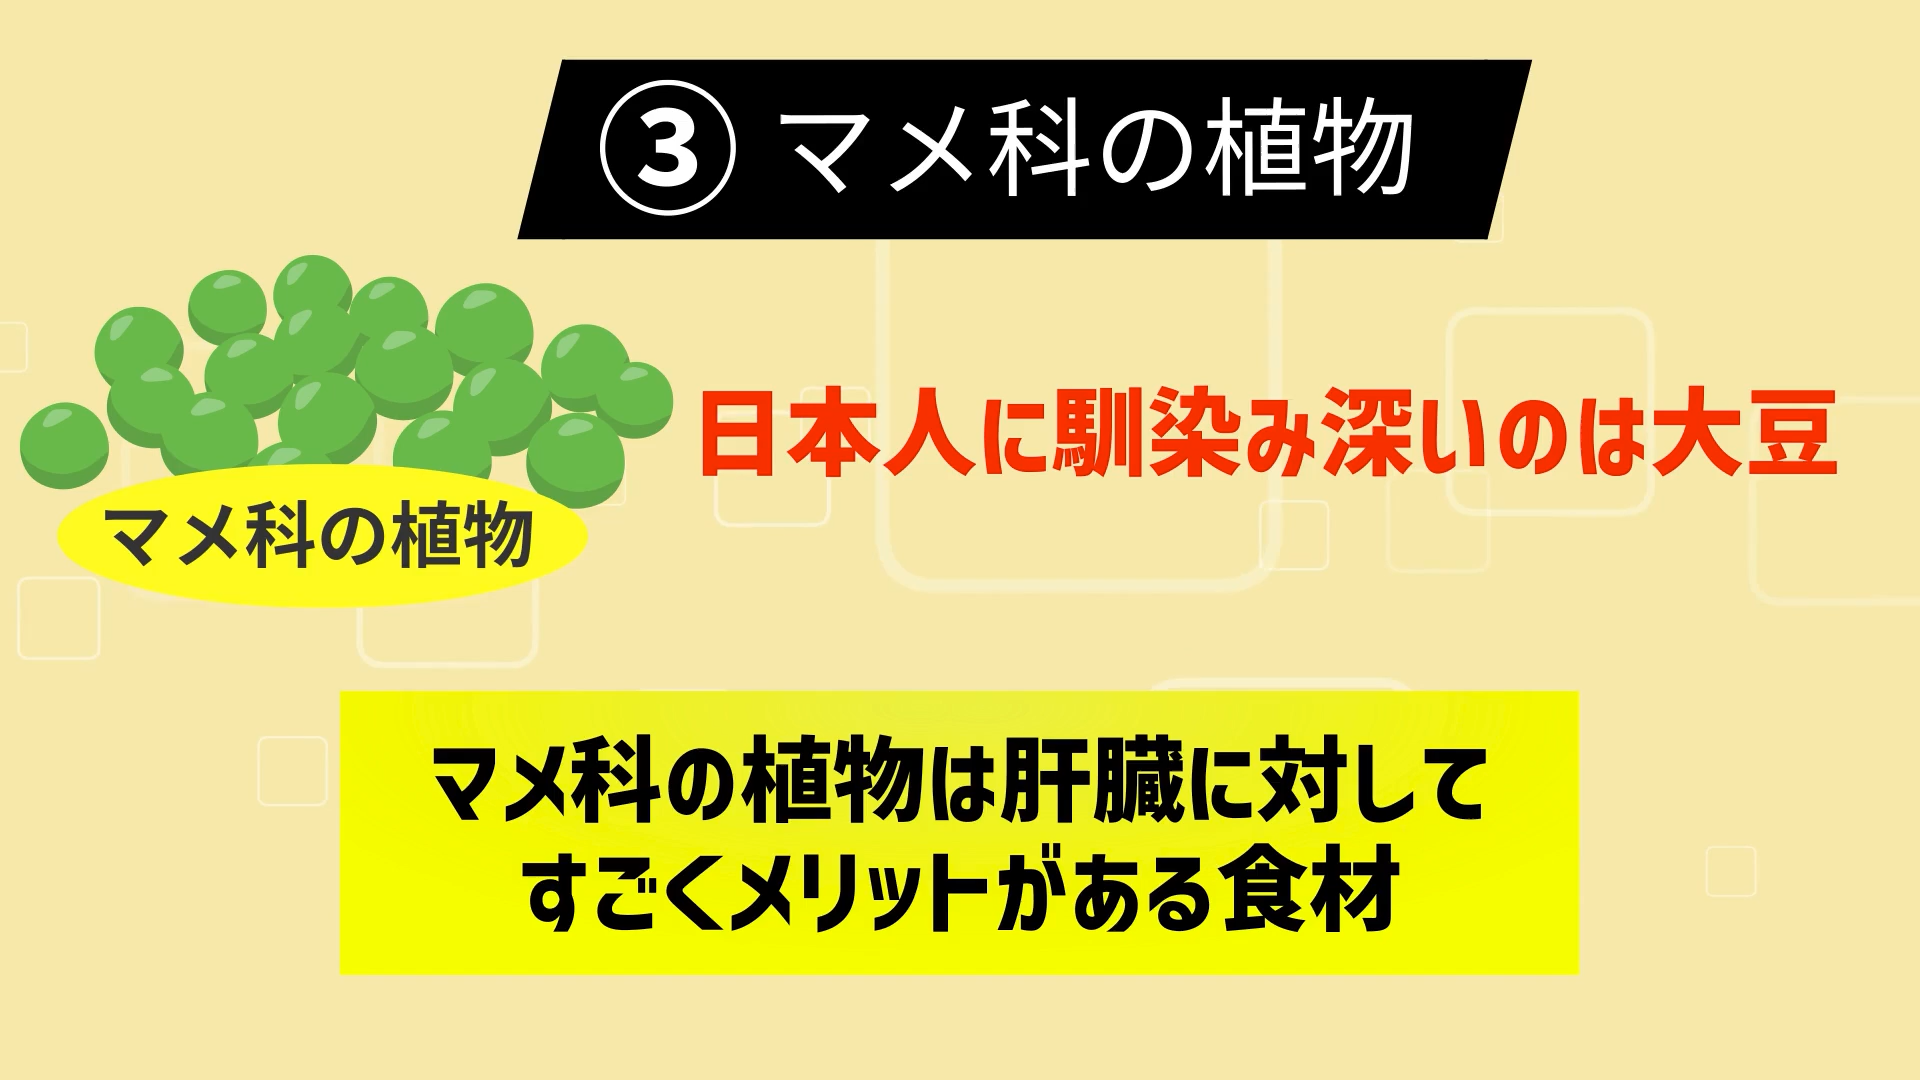 ③ マメ科の植物
日本人に馴染み深いのは大豆
マメ科の植物
マメ科の植物は肝臓に対して
すごくメリットがある食材